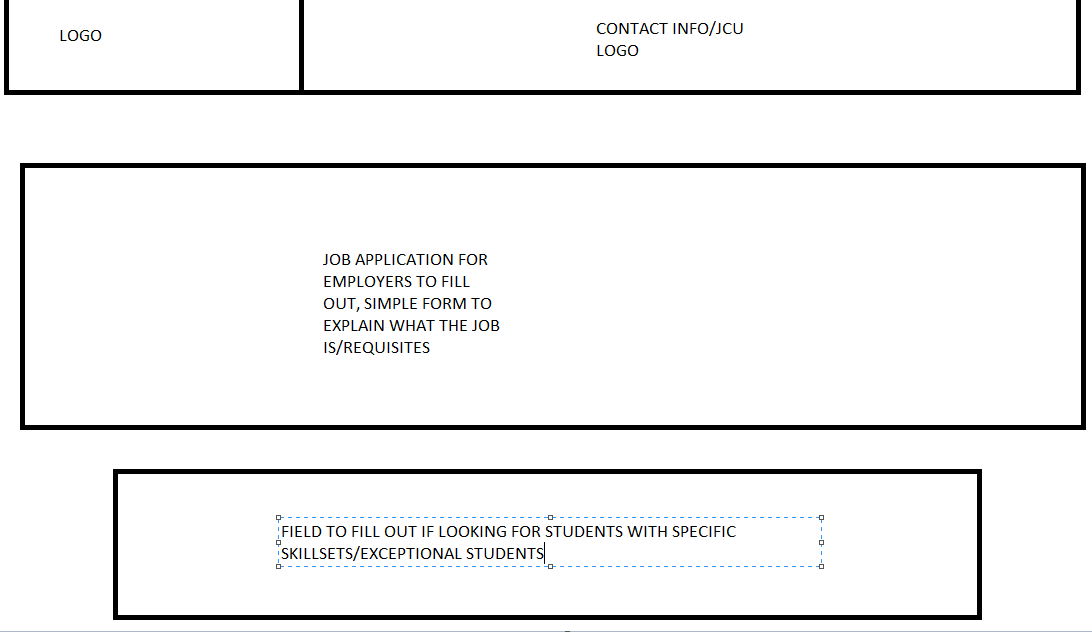 LOGO
CONTACT INFO/JCU
LOGO
JOB APPLICATION FOR
EMPLOYERS TO FILL
OUT, SIMPLE FORM TO
EXPLAIN WHAT THE JOB
IS/REQUISITES
FIELD TO FILL OUT IF LOOKING FOR STUDENTS WITH SPECIFIC
SKILLSETS/EXCEPTIONAL STUDENTS